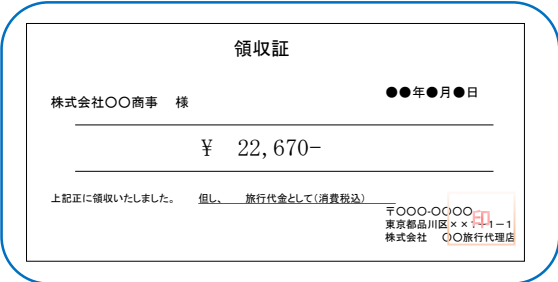 領収証
●●年●月●日
株式会社〇〇商事 様
¥ 22,670-
上記正に領収いたしました。 但し、 旅行代金として(消費税込)
〒〇〇〇-〇〇〇〇
東京都品川区××1-1-1
株式会社 〇〇旅行代理店
印